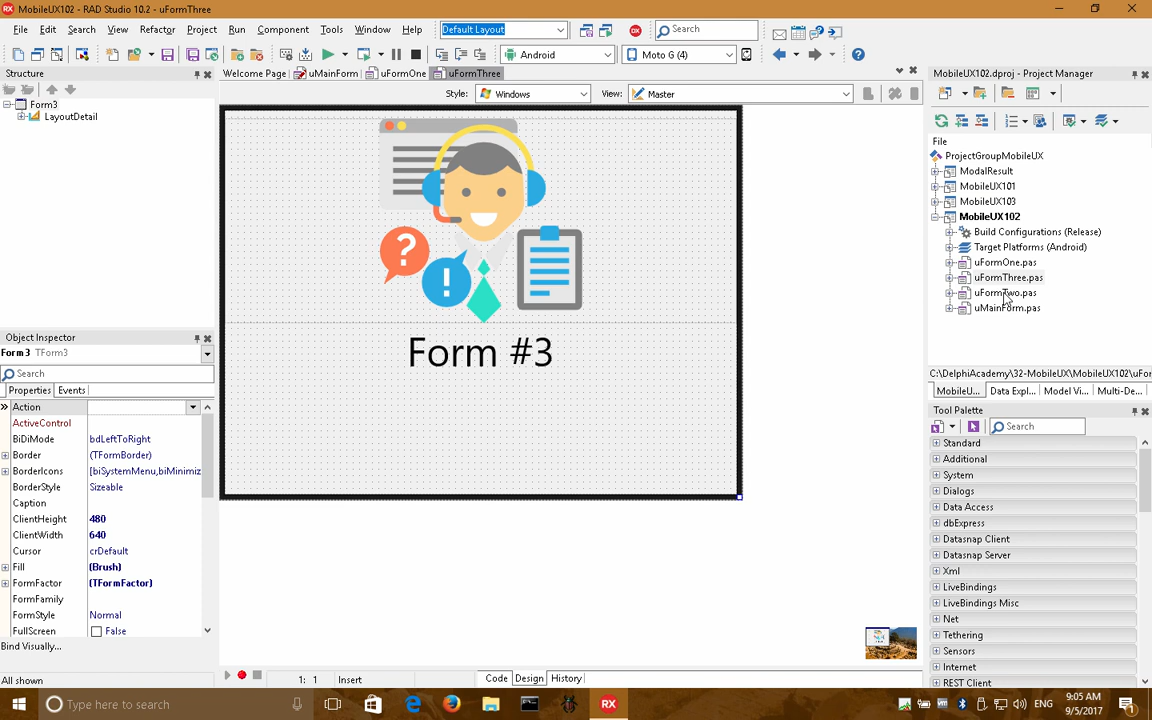 MobileUX102 - RAD Studio 10.2 - uFormThree
File Edit Search View Refactor Project Run Component Tools Window Help Default Layout Search
Android Moto G (4)
Structure
Welcome Page uMainForm uFormOne uFormThree
MobileUX102.dproj - Project Manager
Style: Windows View: Master
Form3
LayoutDetail
File
ProjectGroupMobileUX
ModalResult
MobileUX101
MobileUX103
MobileUX102
Build Configurations (Release)
Target Platforms (Android)
uFormOne.pas
uFormThree.pas
uFormTwo.pas
uMainForm.pas
?
!
Form #3
Object Inspector
Form3 TForm3
Search
Properties Events
Action
ActiveControl
BiDiMode bdLeftToRight
Border (TFormBorder)
BorderIcons [biSystemMenu,biMinimiz
BorderStyle Sizeable
Caption
ClientHeight 480
ClientWidth 640
Cursor crDefault
Fill (Brush)
FormFactor (TFormFactor)
FormFamily
FormStyle Normal
FullScreen False
Bind Visually...
All shown
C:\DelphiAcademy\32-MobileUX\MobileUX102\uFor
MobileU... Data Expl... Model Vi... Multi-De...
Tool Palette
Search
Standard
Additional
System
Dialogs
Data Access
dbExpress
Datasnap Client
Datasnap Server
Xml
LiveBindings
LiveBindings Misc
Net
Tethering
Sensors
Internet
REST Client
1: 1 Insert
Code Design History
Type here to search
RX
ENG
9:05 AM
9/5/2017
1